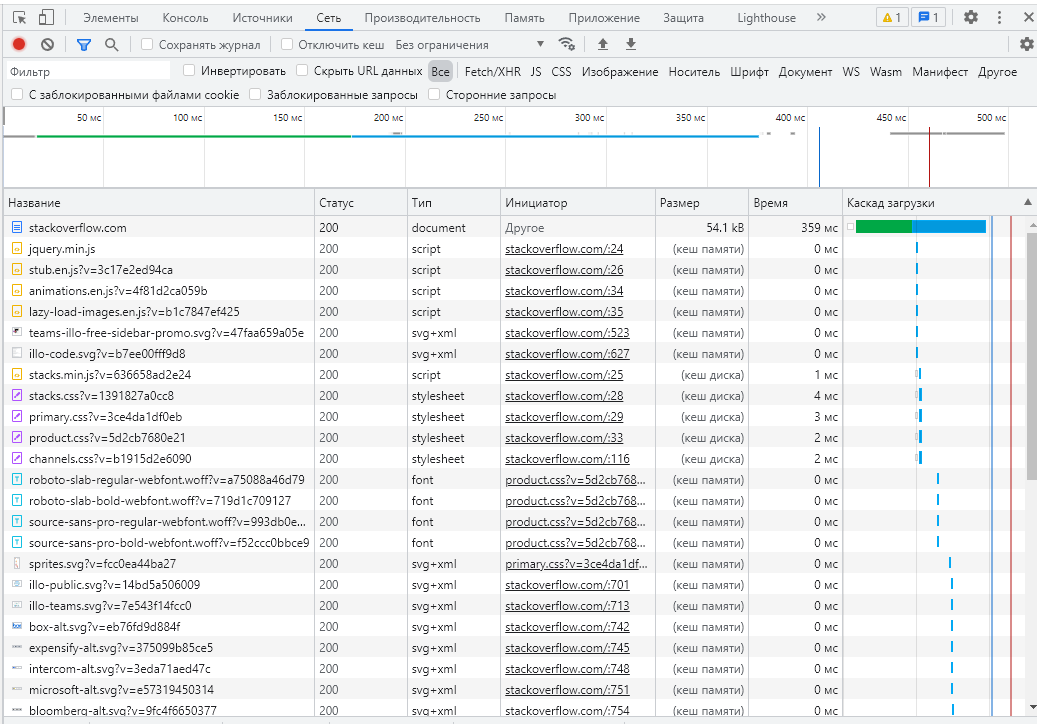 Элементы Консоль Источники Сеть Производительность Память Приложение Защита Lighthouse » 1 1
Сохранять журнал Отключить кеш Без ограничения
Фильтр Инвертировать Скрыть URL данных Все Fetch/XHR JS CSS Изображение Носитель Шрифт Документ WS Wasm Манифест Другое
С заблокированными файлами cookie Заблокированные запросы Сторонние запросы
50 мс 100 мс 150 мс 200 мс 250 мс 300 мс 350 мс 400 мс 450 мс 500 мс
Название Статус Тип Инициатор Размер Время Каскад загрузки
stackoverflow.com 200 document Другое 54.1 kB 359 мс
jquery.min.js 200 script stackoverflow.com/:24 (кеш памяти) 0 мс
stub.en.js?v=3c17e2ed94ca 200 script stackoverflow.com/:26 (кеш памяти) 0 мс
animations.en.js?v=4f81d2ca059b 200 script stackoverflow.com/:34 (кеш памяти) 0 мс
lazy-load-images.en.js?v=b1c7847ef425 200 script stackoverflow.com/:35 (кеш памяти) 0 мс
teams-illo-free-sidebar-promo.svg?v=47faa659a05e 200 svg+xml stackoverflow.com/:523 (кеш памяти) 0 мс
illo-code.svg?v=b7ee00fff9d8 200 svg+xml stackoverflow.com/:627 (кеш памяти) 0 мс
stacks.min.js?v=636658ad2e24 200 script stackoverflow.com/:25 (кеш диска) 1 мс
stacks.css?v=1391827a0cc8 200 stylesheet stackoverflow.com/:28 (кеш диска) 4 мс
primary.css?v=3ce4da1df0eb 200 stylesheet stackoverflow.com/:29 (кеш диска) 3 мс
product.css?v=5d2cb7680e21 200 stylesheet stackoverflow.com/:33 (кеш диска) 2 мс
channels.css?v=b1915d2e6090 200 stylesheet stackoverflow.com/:116 (кеш диска) 2 мс
roboto-slab-regular-webfont.woff?v=a75088a46d79 200 font product.css?v=5d2cb768... (кеш памяти) 0 мс
roboto-slab-bold-webfont.woff?v=719d1c709127 200 font product.css?v=5d2cb768... (кеш памяти) 0 мс
source-sans-pro-regular-webfont.woff?v=993db0e... 200 font product.css?v=5d2cb768... (кеш памяти) 0 мс
source-sans-pro-bold-webfont.woff?v=f52ccc0bbce9 200 font product.css?v=5d2cb768... (кеш памяти) 0 мс
sprites.svg?v=fcc0ea44ba27 200 svg+xml primary.css?v=3ce4da1df... (кеш памяти) 0 мс
illo-public.svg?v=14bd5a506009 200 svg+xml stackoverflow.com/:701 (кеш памяти) 0 мс
illo-teams.svg?v=7e543f14fcc0 200 svg+xml stackoverflow.com/:713 (кеш памяти) 0 мс
box-alt.svg?v=eb76fd9d884f 200 svg+xml stackoverflow.com/:742 (кеш памяти) 0 мс
expensify-alt.svg?v=375099b85ce5 200 svg+xml stackoverflow.com/:745 (кеш памяти) 0 мс
intercom-alt.svg?v=3eda71aed47c 200 svg+xml stackoverflow.com/:748 (кеш памяти) 0 мс
microsoft-alt.svg?v=e57319450314 200 svg+xml stackoverflow.com/:751 (кеш памяти) 0 мс
bloomberg-alt.svg?v=9fc4f6650377 200 svg+xml stackoverflow.com/:754 (кеш памяти) 0 мс